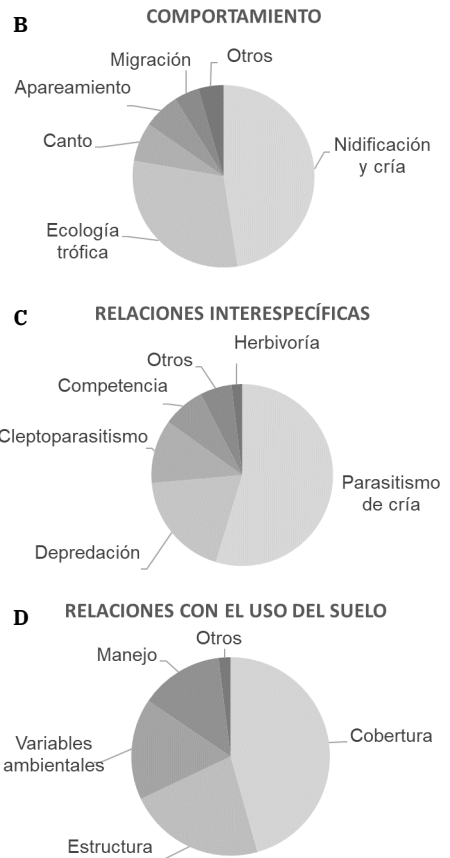 B
COMPORTAMIENTO
Migración
Otros
Apareamiento
Canto
Nidificación
y cría
Ecología
trófica
C
RELACIONES INTERESPECÍFICAS
Herbivoría
Otros
Competencia
Cleptoparasitismo
Parasitismo
de cría
Depredación
D
RELACIONES CON EL USO DEL SUELO
Otros
Manejo
Cobertura
Variables
ambientales
Estructura